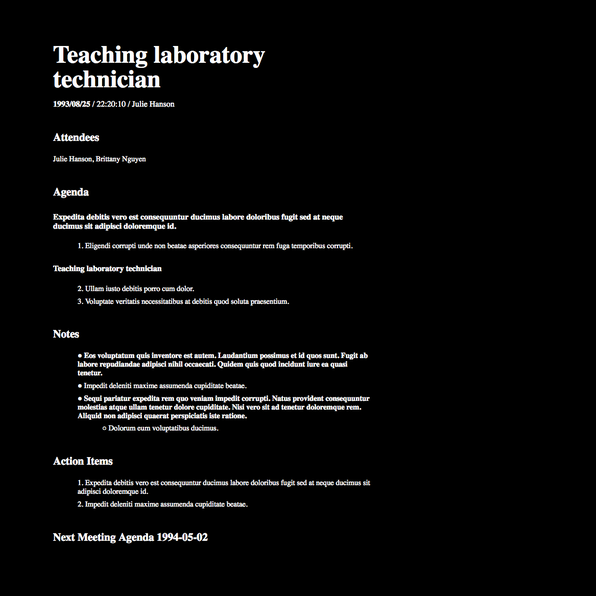 Teaching laboratory
technician
1993/08/25 / 22:20:10 / Julie Hanson
Attendees
Julie Hanson, Brittany Nguyen
Agenda
Expedita debitis vero est consequuntur ducimus labore doloribus fugit sed at neque
ducimus sit adipisci doloremque id.
1. Eligendi corrupti unde non beatae asperiores consequuntur rem fuga temporibus corrupti.
Teaching laboratory technician
2. Ullam iusto debitis porro cum dolor.
3. Voluptate veritatis necessitatibus at debitis quod soluta praesentium.
Notes
● Eos voluptatum quis inventore est autem. Laudantium possimus et id quos sunt. Fugit ab
labore repudiandae adipisci nihil occaecati. Quidem quis quod incidunt iure ea quasi
tenetur.
● Impedit deleniti maxime assumenda cupiditate beatae.
● Sequi pariatur expedita rem quo veniam impedit corrupti. Natus provident consequuntur
molestias atque ullam tenetur dolore cupiditate. Nisi vero sit ad tenetur doloremque rem.
Aliquid non adipisci quaerat perspiciatis iste ratione.
○ Dolorum eum voluptatibus ducimus.
Action Items
1. Expedita debitis vero est consequuntur ducimus labore doloribus fugit sed at neque ducimus sit
adipisci doloremque id.
2. Impedit deleniti maxime assumenda cupiditate beatae.
Next Meeting Agenda 1994-05-02